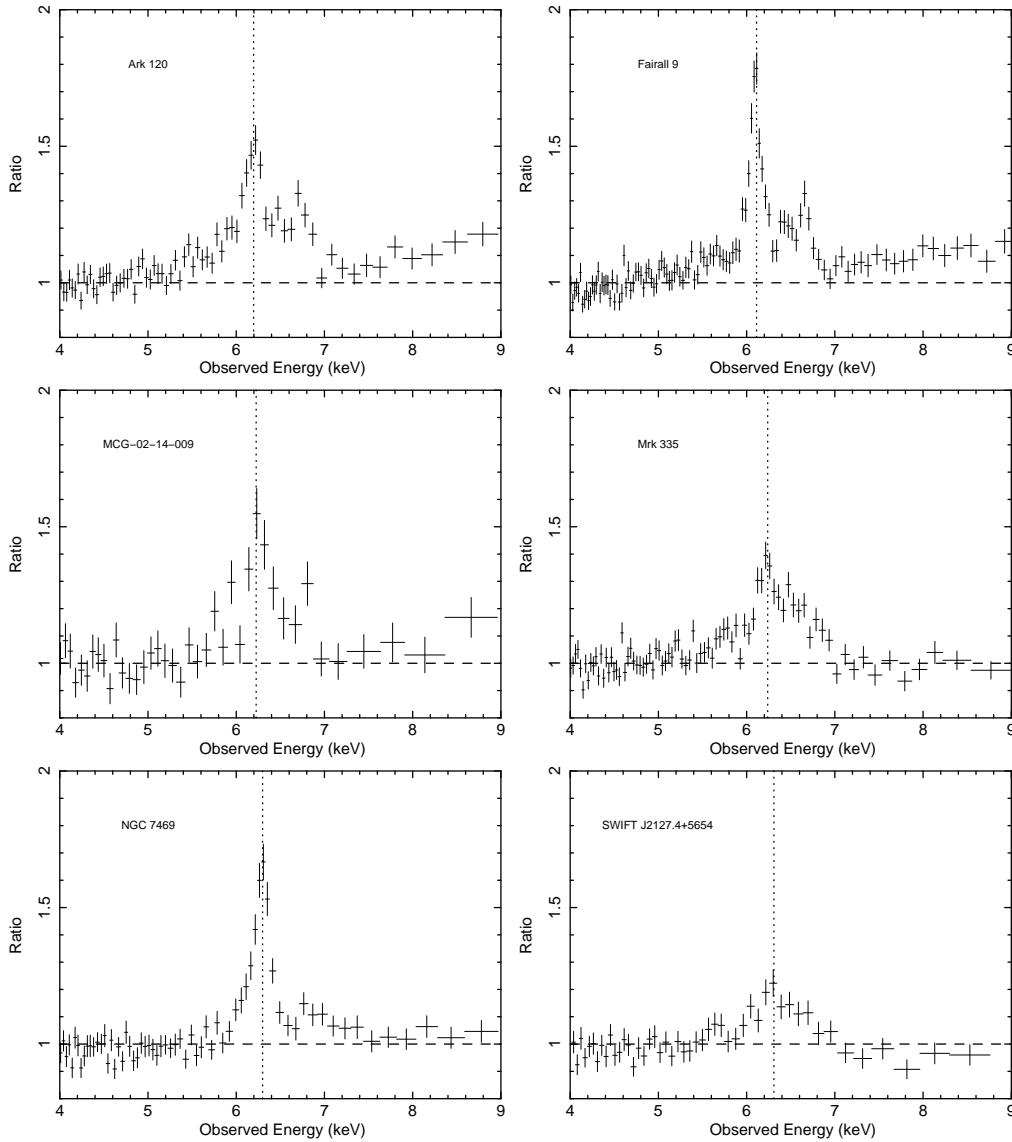 2
Ark 120
1.5
Ratio
1
4 5 6 7 8 9
Observed Energy (keV)
2
Fairall 9
1.5
Ratio
1
4 5 6 7 8 9
Observed Energy (keV)
2
MCG−02−14−009
1.5
Ratio
1
4 5 6 7 8 9
Observed Energy (keV)
2
Mrk 335
1.5
Ratio
1
4 5 6 7 8 9
Observed Energy (keV)
2
NGC 7469
1.5
Ratio
1
4 5 6 7 8 9
Observed Energy (keV)
2
SWIFT J2127.4+5654
1.5
Ratio
1
4 5 6 7 8 9
Observed Energy (keV)